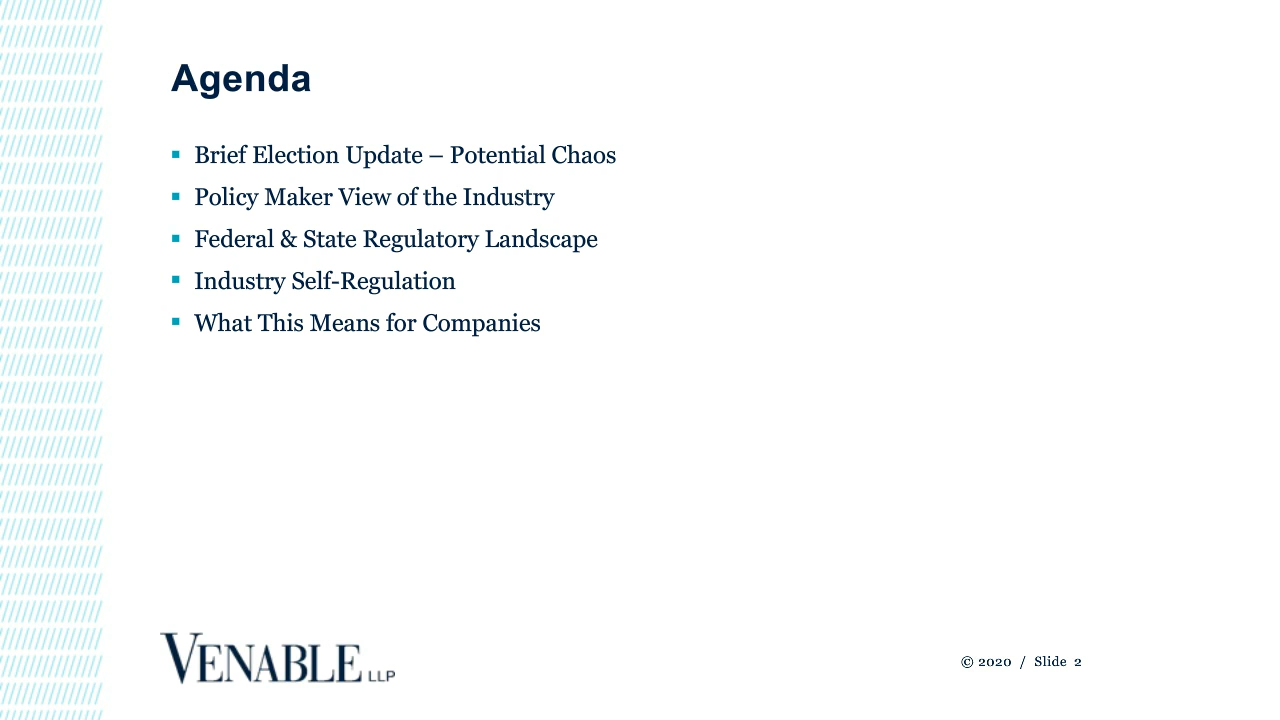 Agenda
▪ Brief Election Update – Potential Chaos
▪ Policy Maker View of the Industry
▪ Federal & State Regulatory Landscape
▪ Industry Self-Regulation
▪ What This Means for Companies
VENABLE LLP
© 2020 / Slide 2